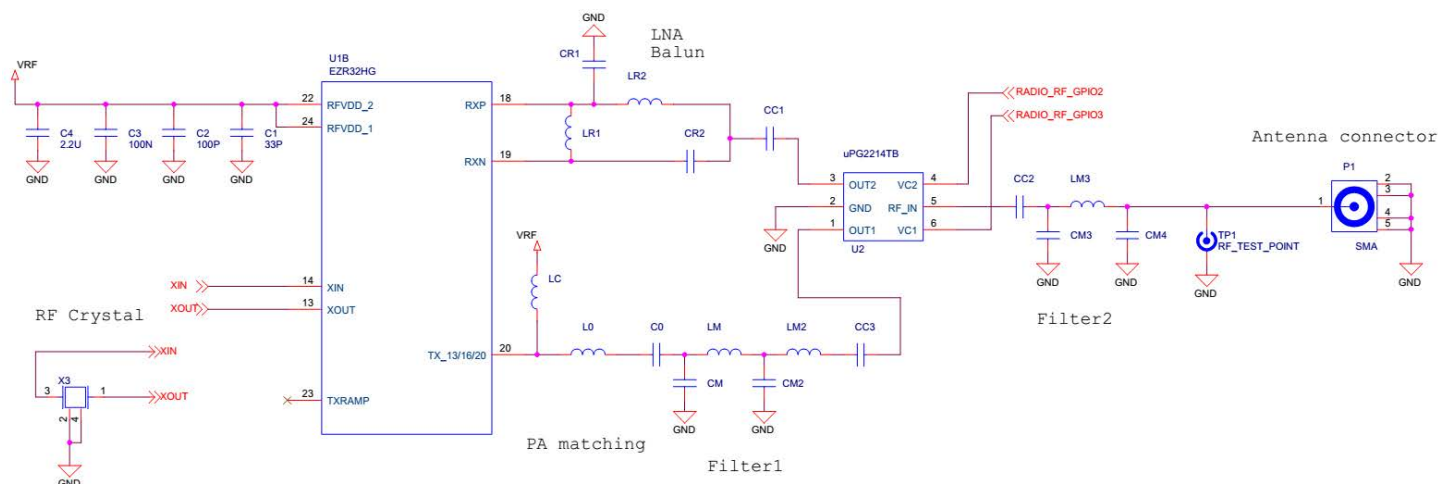 GND
LNA
Balun
CR1
U1B
EZR32HG
VRF
LR2
22
RFVDD_2
RXP
18
24
RFVDD_1
C4
2.2U
C3
100N
C2
100P
C1
33P
LR1
CR2
CC1
RADIO_RF_GPIO2
RADIO_RF_GPIO3
RXN
19
GND
GND
GND
GND
uPG2214TB
Antenna connector
P1
3
OUT2
VC2
4
2
GND
RF_IN
5
1
OUT1
VC1
6
U2
GND
CC2
LM3
CM3
CM4
GND
GND
TP1
RF_TEST_POINT
GND
1
2
3
4
5
SMA
GND
VRF
LC
XIN
14
XIN
XOUT
13
XOUT
RF Crystal
Filter2
XIN
XOUT
X3
3
1
2
4
GND
L0
C0
LM
LM2
CC3
TX_13/16/20
20
CM
CM2
GND
GND
23
TXRAMP
PA matching
Filter1